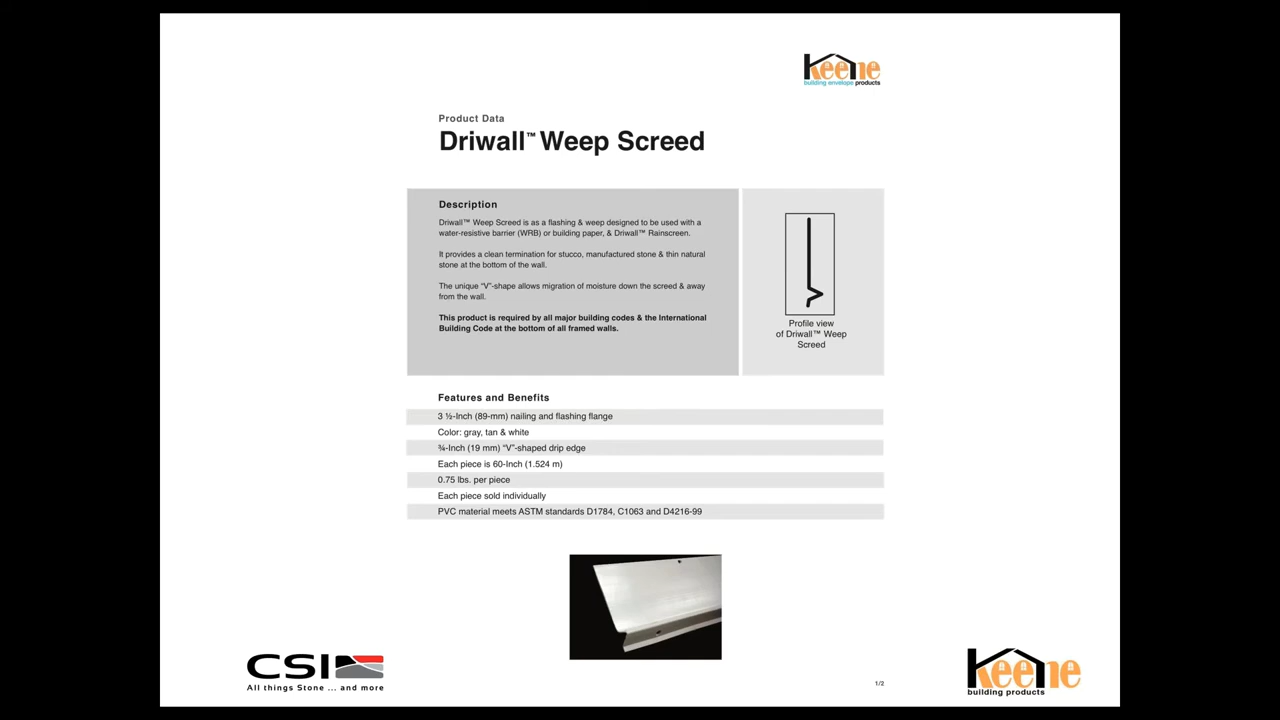 Keene
building envelope products
Product Data
Driwall™ Weep Screed
Description
Driwall™ Weep Screed is as a flashing & weep designed to be used with a
water-resistive barrier (WRB) or building paper, & Driwall™ Rainscreen.
It provides a clean termination for stucco, manufactured stone & thin natural
stone at the bottom of the wall.
The unique “V”-shape allows migration of moisture down the screed & away
from the wall.
This product is required by all major building codes & the International
Building Code at the bottom of all framed walls.
Profile view
of Driwall™ Weep
Screed
Features and Benefits
3 ½-Inch (89-mm) nailing and flashing flange
Color: gray, tan & white
¾-Inch (19 mm) “V”-shaped drip edge
Each piece is 60-Inch (1.524 m)
0.75 lbs. per piece
Each piece sold individually
PVC material meets ASTM standards D1784, C1063 and D4216-99
CSI
All things Stone ... and more
1/2
Keene
building products